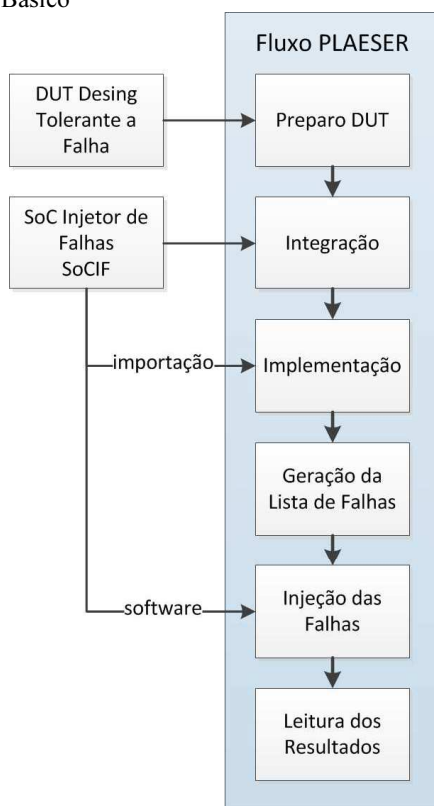 Básico
Fluxo PLAESER
DUT Desing
Tolerante a
Falha
Preparo DUT
SoC Injetor de
Falhas
SoCIF
Integração
importação
Implementação
Geração da
Lista de Falhas
software
Injeção das
Falhas
Leitura dos
Resultados